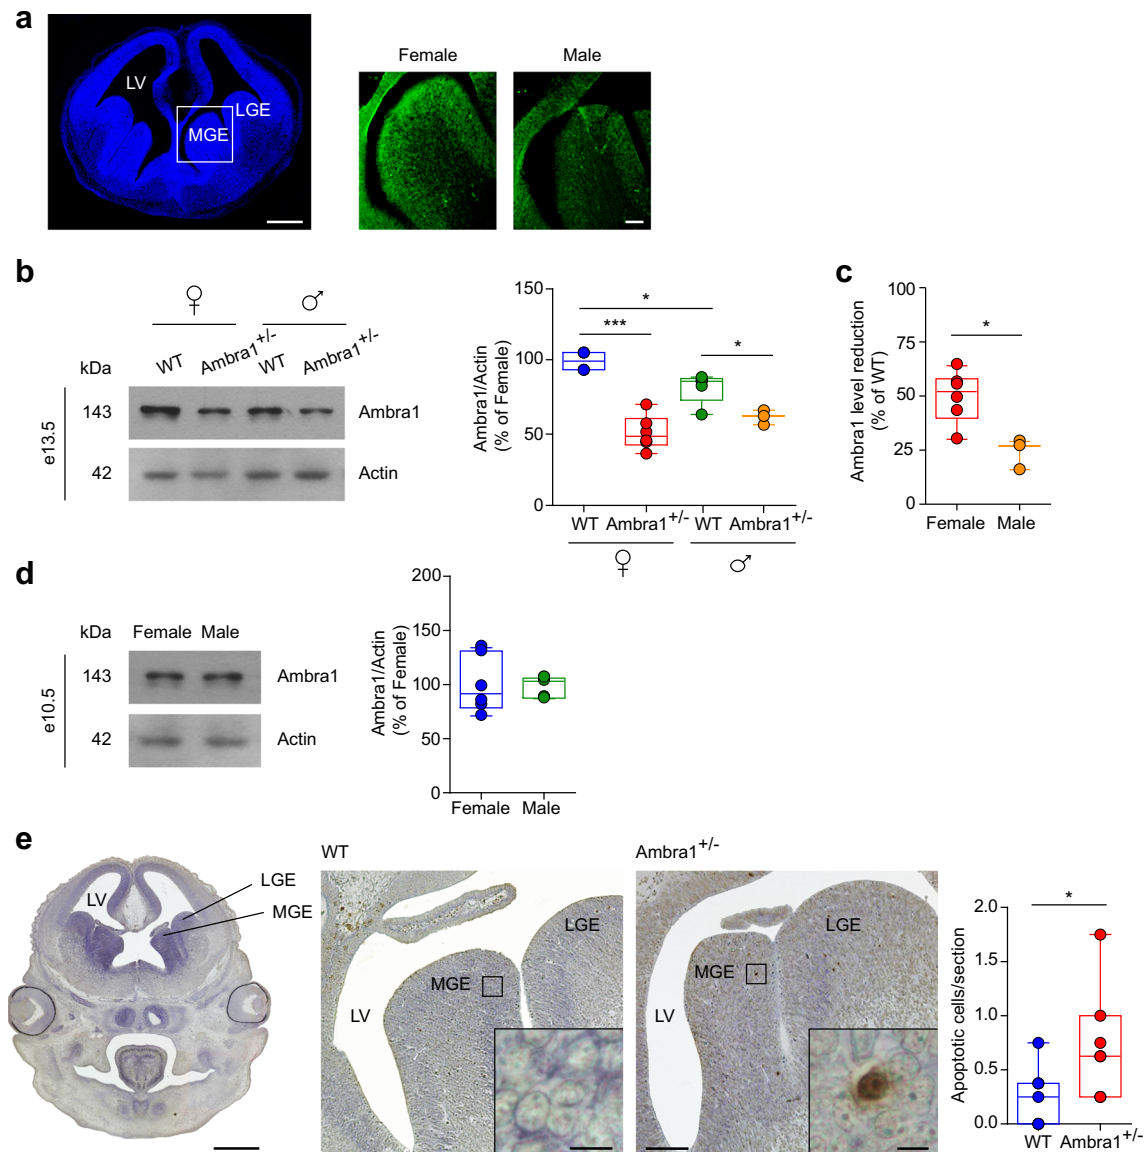 a
LV
LGE
MGE
Female
Male
b
♀
♂
kDa
WT
Ambra1+/-
WT
Ambra1+/-
e13.5
143
Ambra1
42
Actin
Ambra1/Actin
(% of Female)
150
100
50
0
*
***
*
WT
Ambra1+/-
WT
Ambra1+/-
♀
♂
c
Ambra1 level reduction
(% of WT)
100
75
50
25
0
*
Female
Male
d
kDa
Female
Male
e10.5
143
Ambra1
42
Actin
Ambra1/Actin
(% of Female)
200
150
100
50
0
Female
Male
e
LV
LGE
MGE
WT
LGE
MGE
LV
Ambra1+/-
LGE
MGE
LV
Apoptotic cells/section
2.0
1.5
1.0
0.5
0.0
*
WT
Ambra1+/-